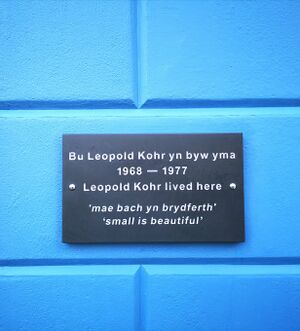 Bu Leopold Kohr yn byw yma
1968 — 1977
Leopold Kohr lived here
'mae bach yn brydferth'
‘small is beautiful’